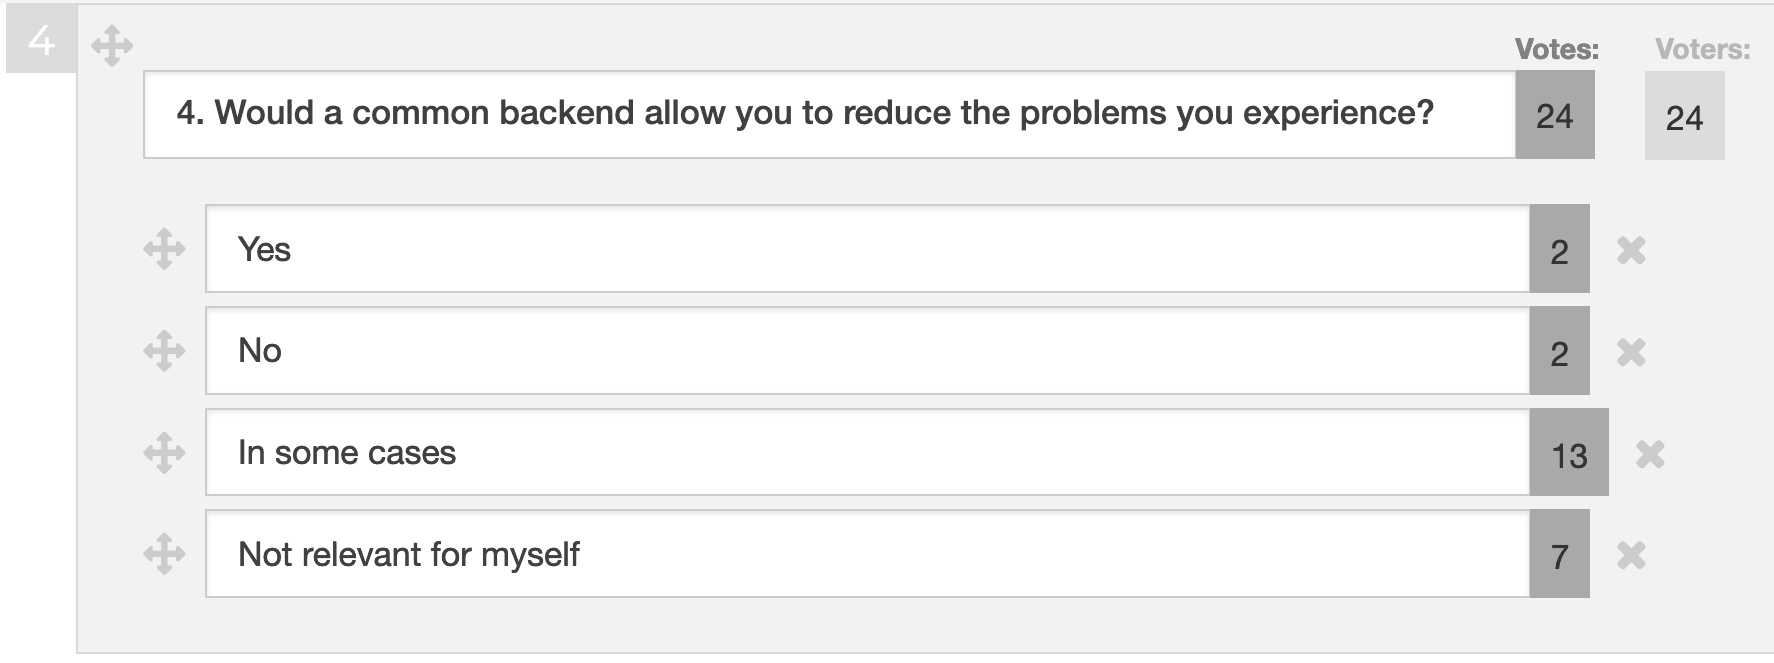 4
Votes: Voters:
4. Would a common backend allow you to reduce the problems you experience? 24 24
Yes 2
No 2
In some cases 13
Not relevant for myself 7